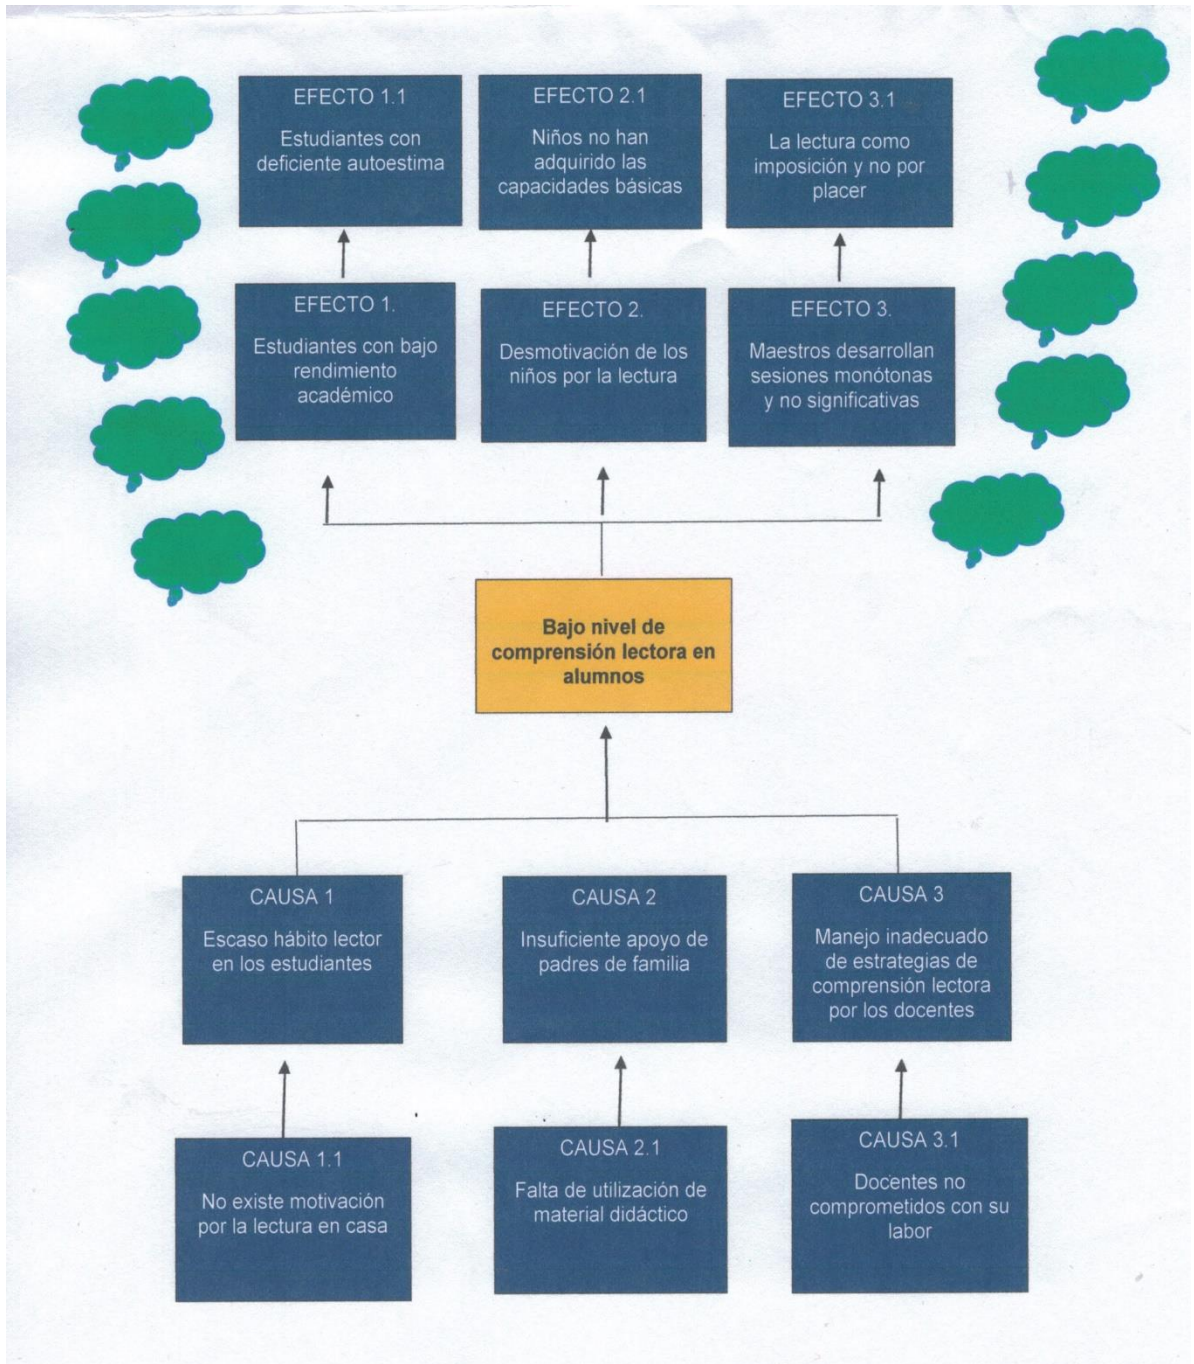 EFECTO 1.1
Estudiantes con
deficiente autoestima
EFECTO 2.1
Niños no han
adquirido las
capacidades básicas
EFECTO 3.1
La lectura como
imposición y no por
placer
EFECTO 1.
Estudiantes con bajo
rendimiento
académico
EFECTO 2.
Desmotivación de los
niños por la lectura
EFECTO 3.
Maestros desarrollan
sesiones monótonas
y no significativas
Bajo nivel de
comprensión lectora en
alumnos
CAUSA 1
Escaso hábito lector
en los estudiantes
CAUSA 2
Insuficiente apoyo de
padres de familia
CAUSA 3
Manejo inadecuado
de estrategias de
comprensión lectora
por los docentes
CAUSA 1.1
No existe motivación
por la lectura en casa
CAUSA 2.1
Falta de utilización de
material didáctico
CAUSA 3.1
Docentes no
comprometidos con su
labor